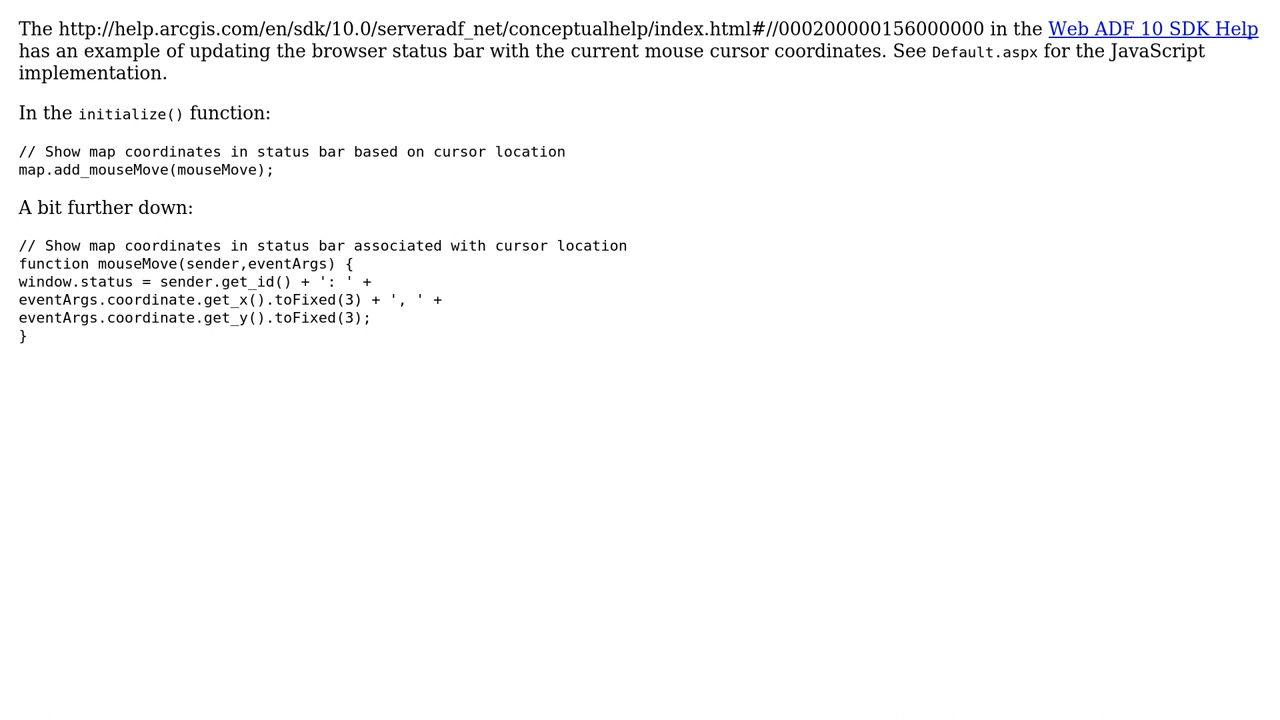 The http://help.arcgis.com/en/sdk/10.0/serveradf_net/conceptualhelp/index.html#//000200000156000000 in the Web ADF 10 SDK Help
has an example of updating the browser status bar with the current mouse cursor coordinates. See Default.aspx for the JavaScript
implementation.
In the initialize() function:
// Show map coordinates in status bar based on cursor location
map.add_mouseMove(mouseMove);
A bit further down:
// Show map coordinates in status bar associated with cursor location
function mouseMove(sender,eventArgs) {
window.status = sender.get_id() + ': ' +
eventArgs.coordinate.get_x().toFixed(3) + ', ' +
eventArgs.coordinate.get_y().toFixed(3);
}